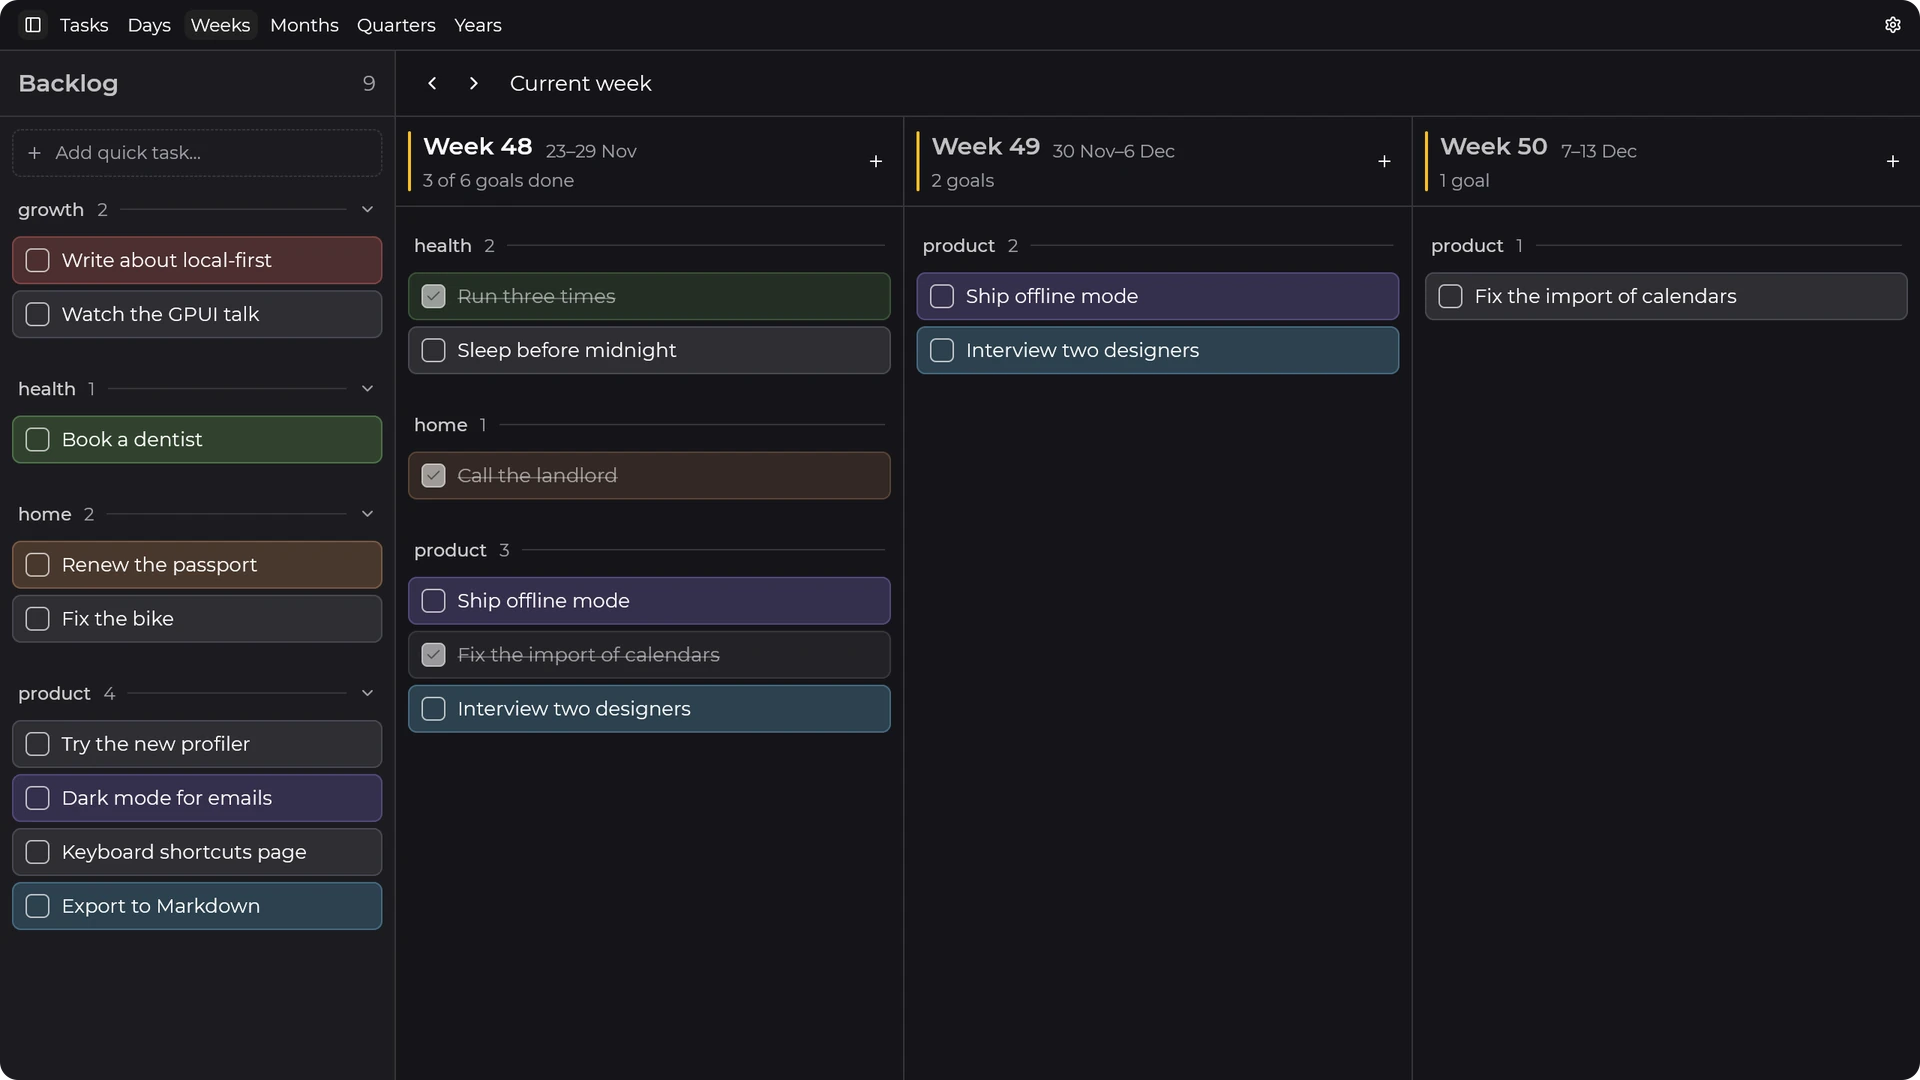 Tasks Days Weeks Months Quarters Years
Backlog 9
+ Add quick task...
growth 2
Write about local-first
Watch the GPUI talk
health 1
Book a dentist
home 2
Renew the passport
Fix the bike
product 4
Try the new profiler
Dark mode for emails
Keyboard shortcuts page
Export to Markdown
Current week
Week 48 23–29 Nov
3 of 6 goals done
health 2
Run three times
Sleep before midnight
home 1
Call the landlord
product 3
Ship offline mode
Fix the import of calendars
Interview two designers
Week 49 30 Nov–6 Dec
2 goals
product 2
Ship offline mode
Interview two designers
Week 50 7–13 Dec
1 goal
product 1
Fix the import of calendars